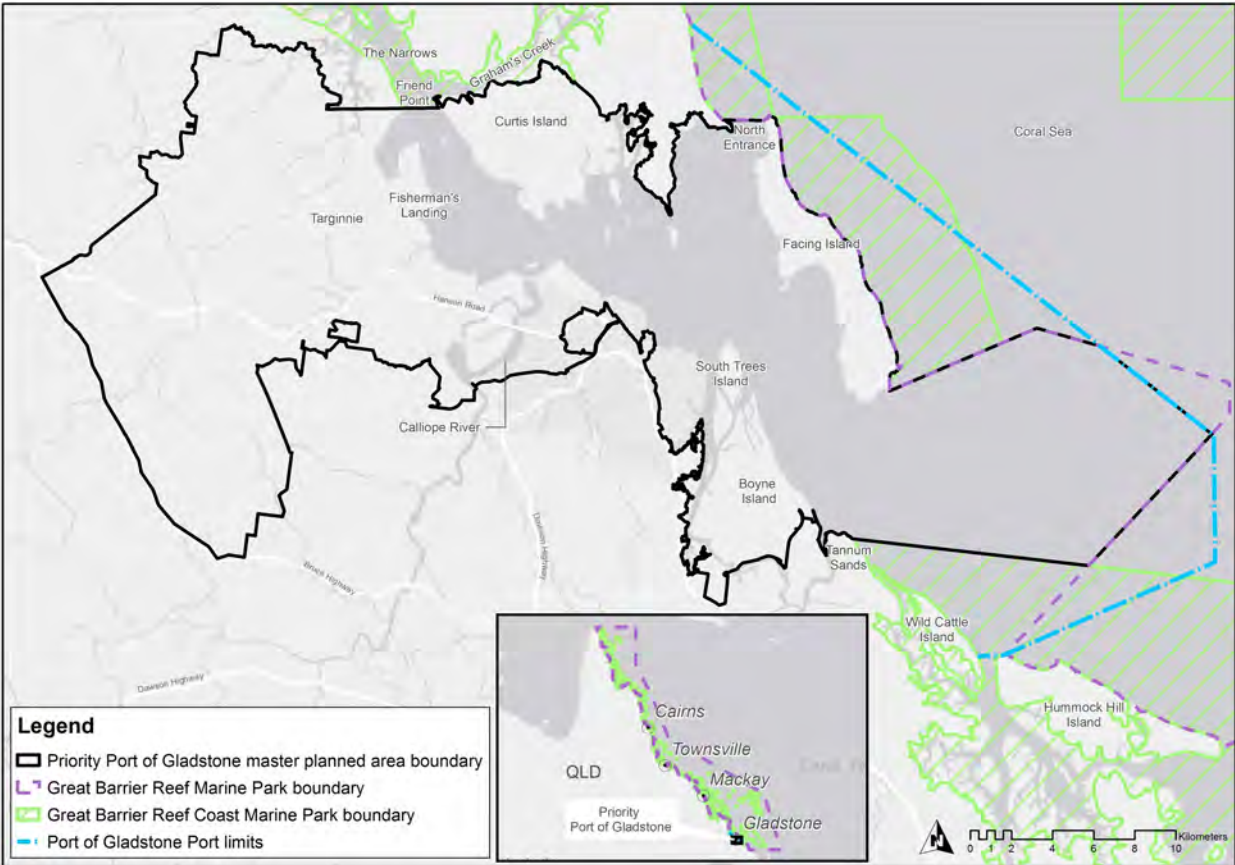 The Narrows
Graham's Creek
Friend
Point
Curtis Island
North
Entrance
Coral Sea
Fisherman's
Landing
Targinnie
Facing Island
Hanson Road
South Trees
Island
Calliope River
Boyne
Island
Dawson Highway
Tannum
Sands
Bruce Highway
Wild Cattle
Island
Dawson Highway
Hummock Hill
Island
Legend
Priority Port of Gladstone master planned area boundary
Great Barrier Reef Marine Park boundary
Great Barrier Reef Coast Marine Park boundary
Port of Gladstone Port limits
Cairns
Townsville
QLD
Mackay
Priority
Port of Gladstone
Gladstone
N
0 1 2 4 6 8 10
Kilometers